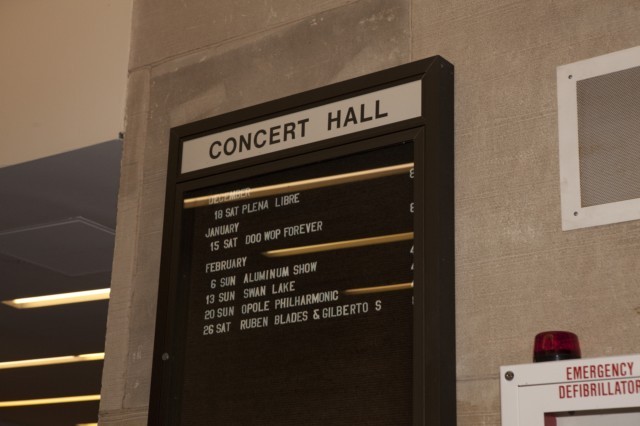 CONCERT HALL
DECEMBER
18 SAT PLENA LIBRE
JANUARY
15 SAT DOO WOP FOREVER
FEBRUARY
6 SUN ALUMINUM SHOW
13 SUN SWAN LAKE
20 SUN OPOLE PHILHARMONIC
26 SAT RUBEN BLADES & GILBERTO S
EMERGENCY
DEFIBRILLATOR